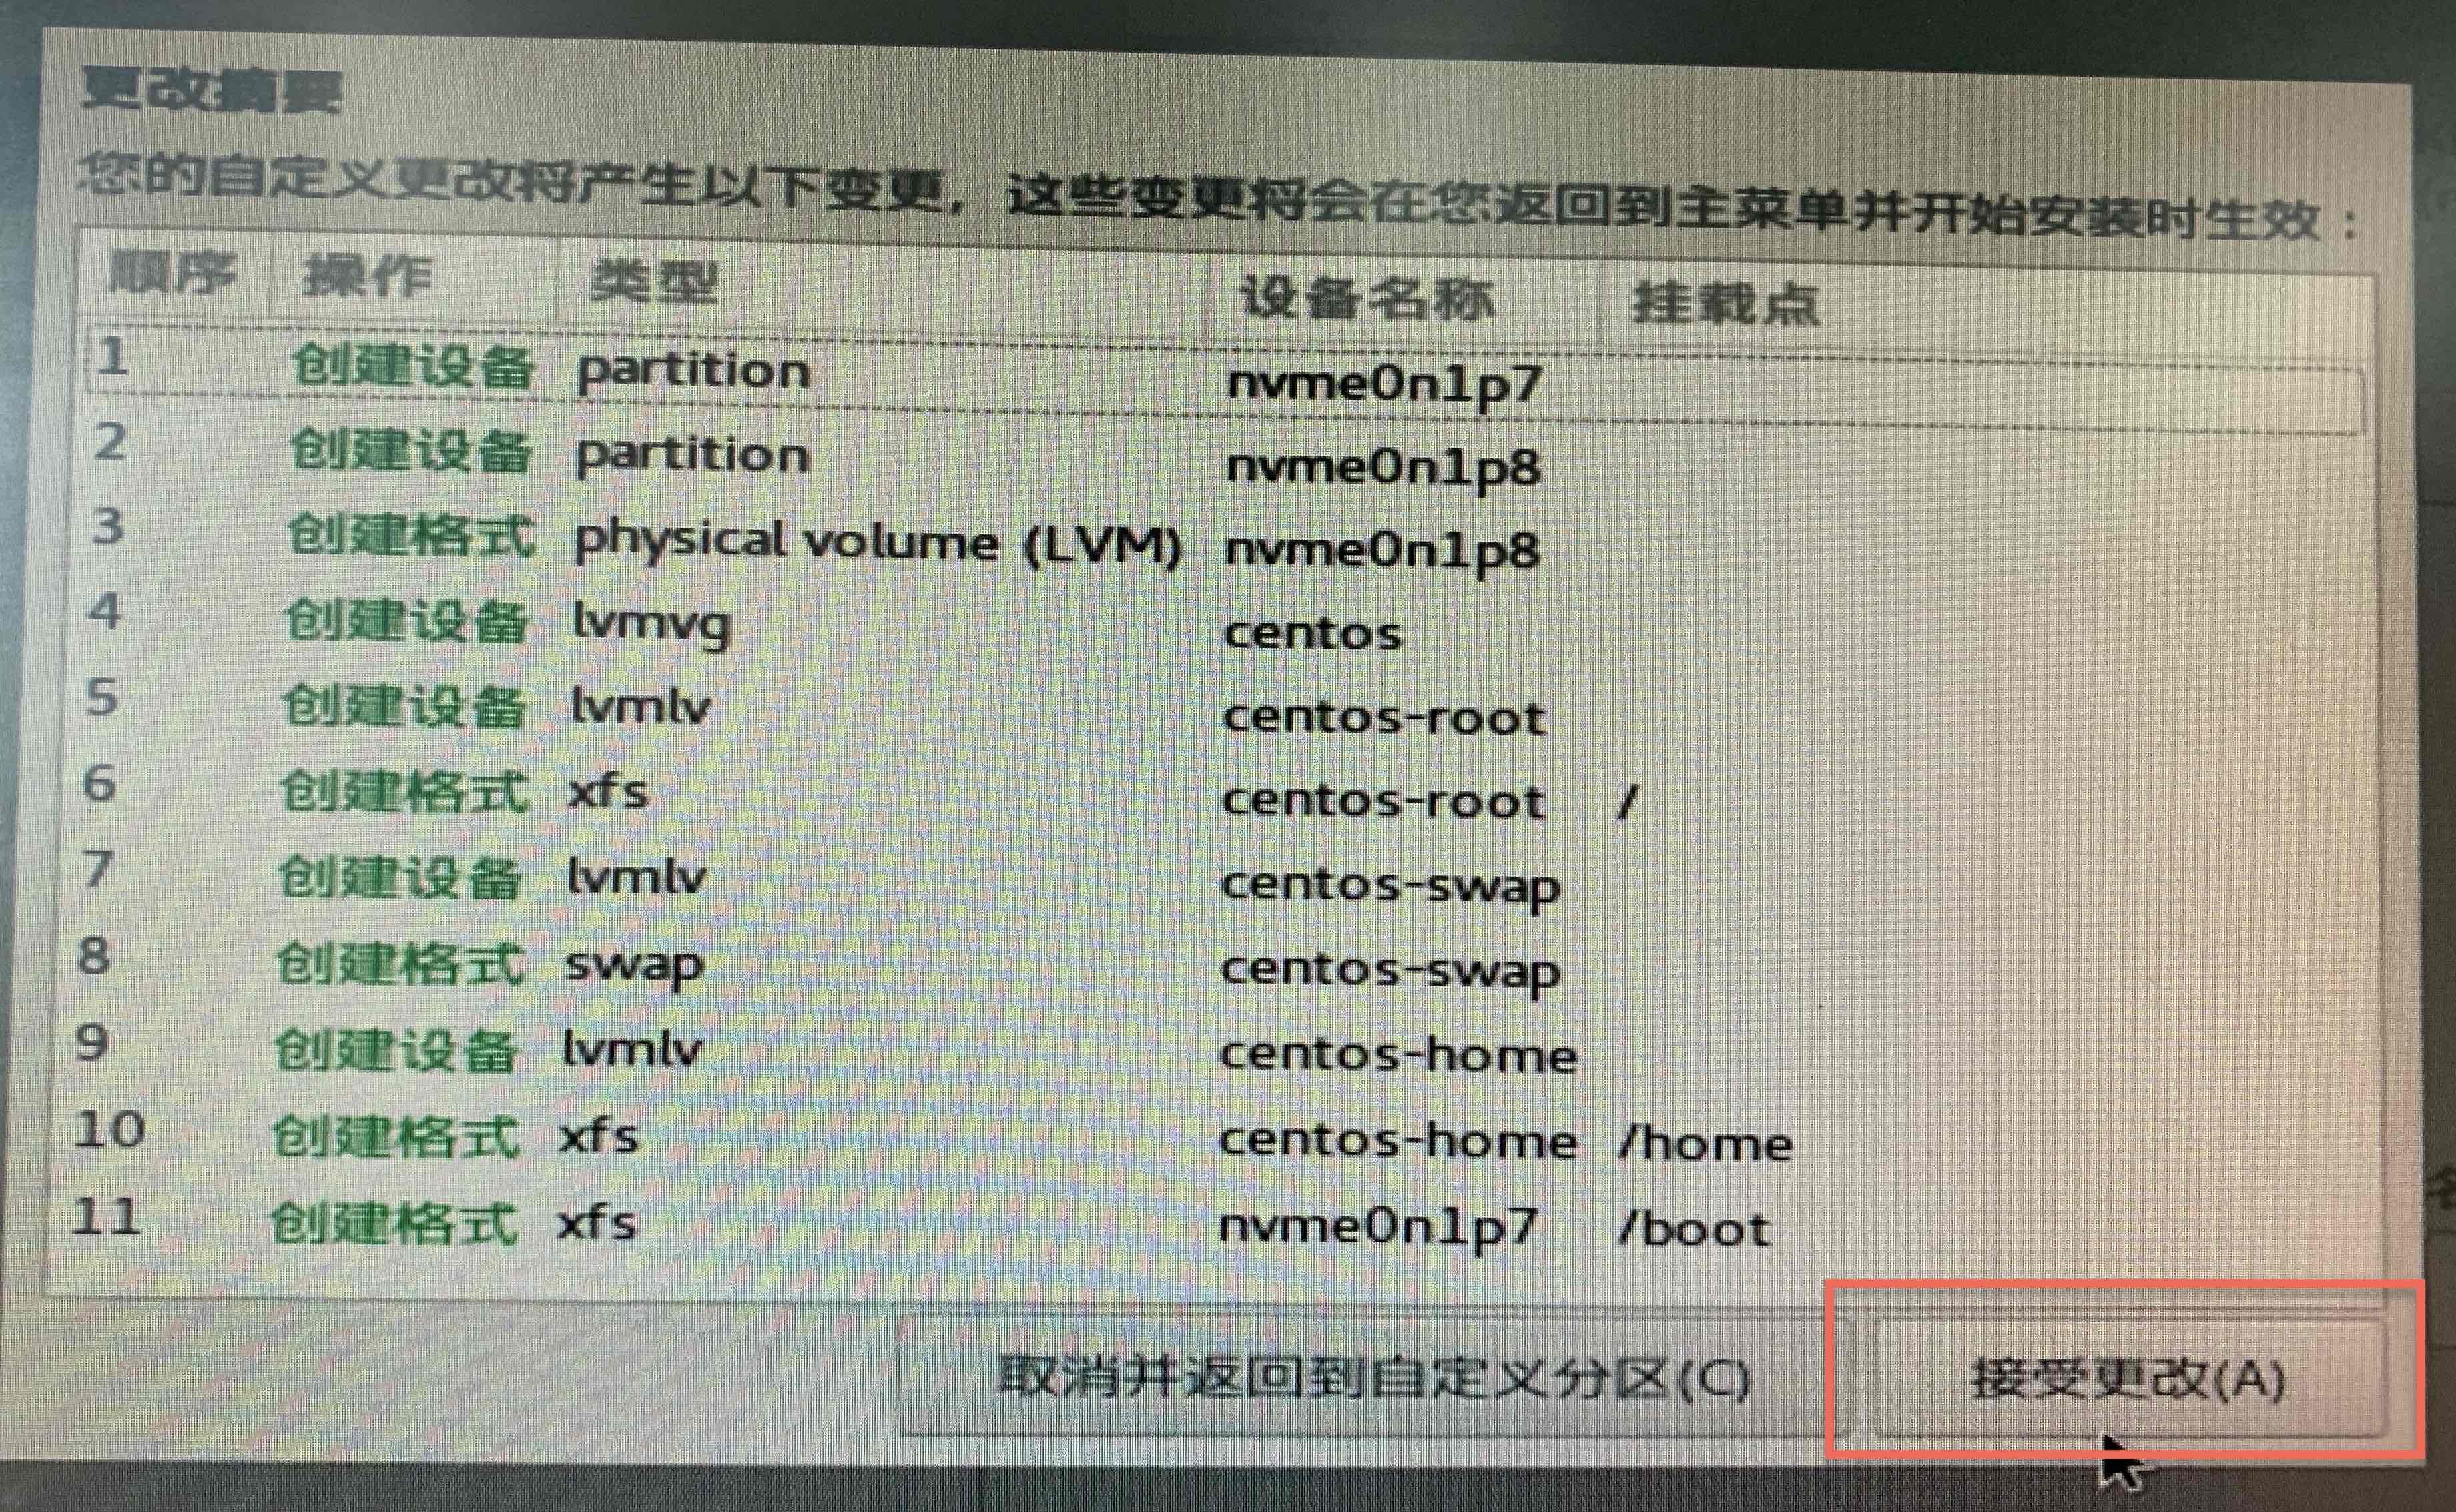 更改摘要
您的自定义更改将产生以下变更，这些变更将会在您返回到主菜单并开始安装时生效：
顺序 操作 类型 设备名称 挂载点
1 创建设备 partition nvme0n1p7
2 创建设备 partition nvme0n1p8
3 创建格式 physical volume (LVM) nvme0n1p8
4 创建设备 lvmvg centos
5 创建设备 lvmlv centos-root
6 创建格式 xfs centos-root /
7 创建设备 lvmlv centos-swap
8 创建格式 swap centos-swap
9 创建设备 lvmlv centos-home
10 创建格式 xfs centos-home /home
11 创建格式 xfs nvme0n1p7 /boot
取消并返回到自定义分区(C) 接受更改(A)